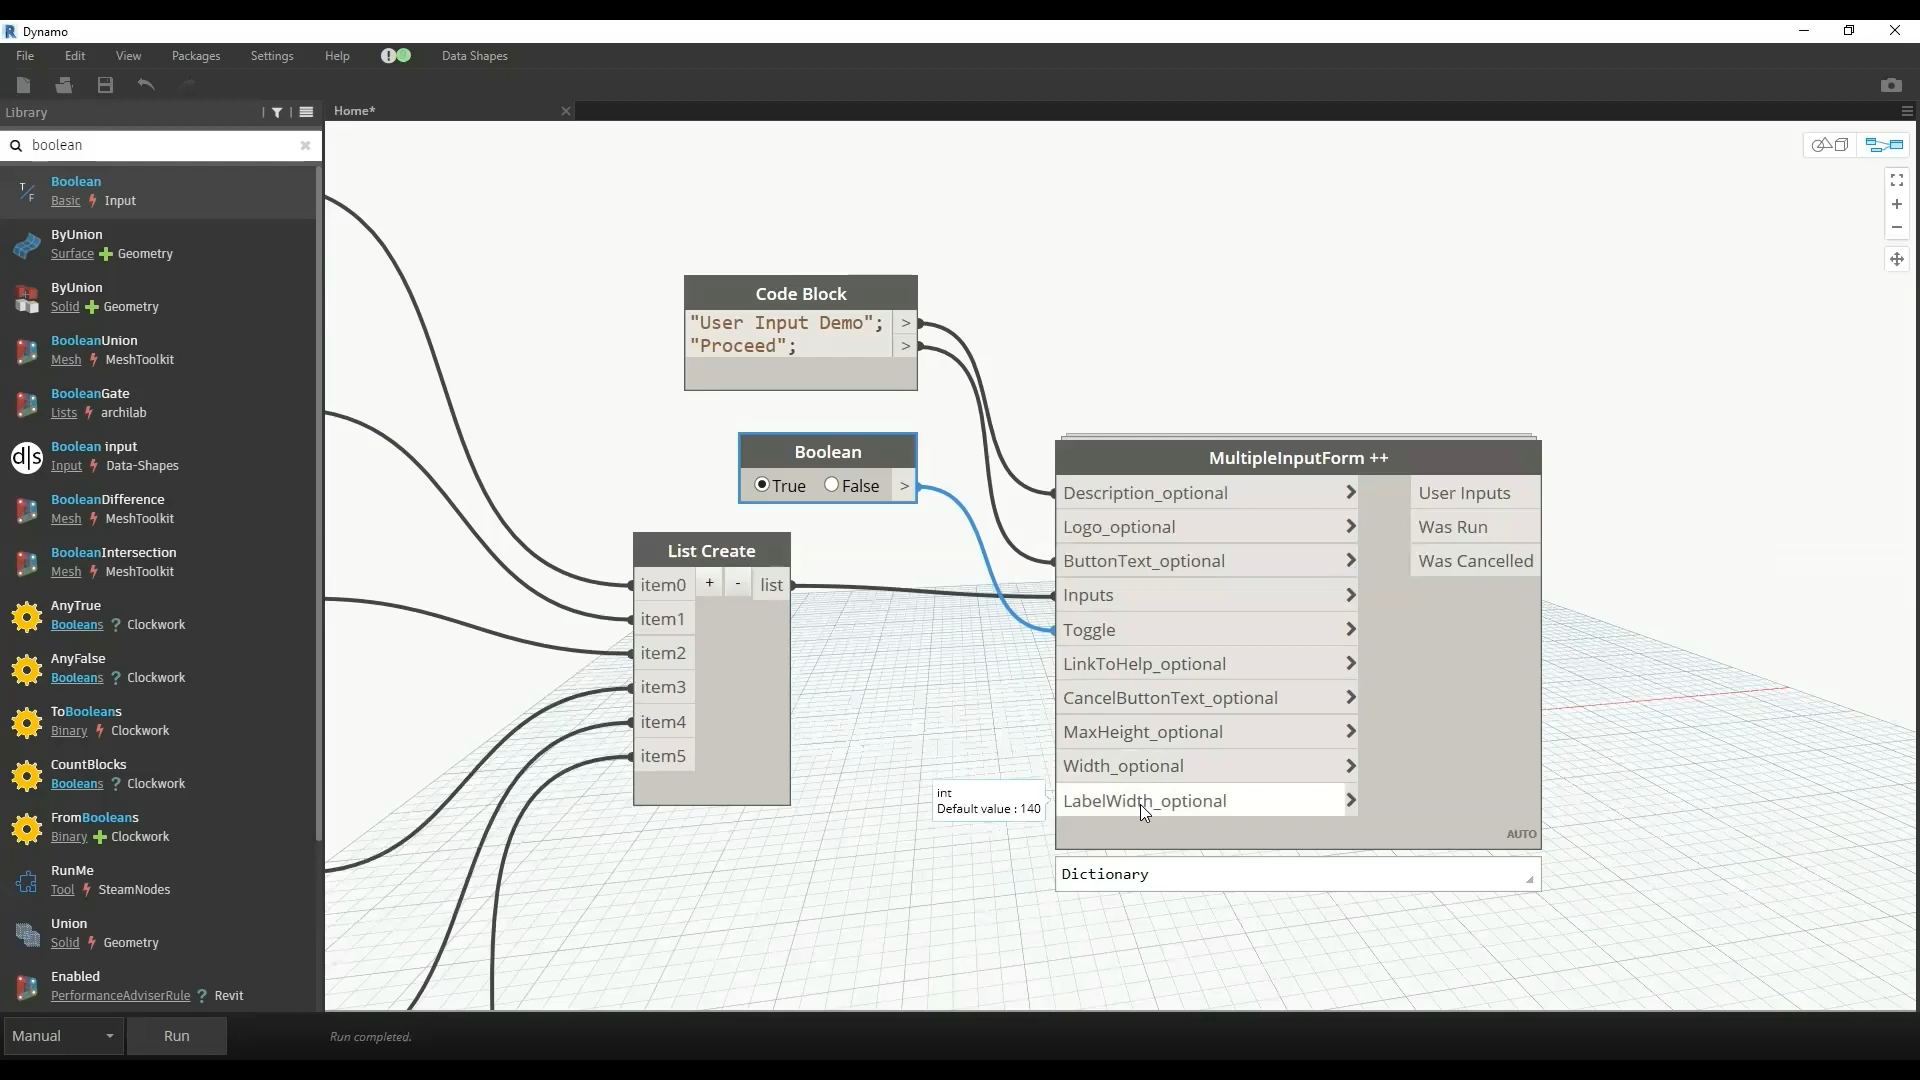 Dynamo
File Edit View Packages Settings Help ! Data Shapes
Library
Home*
boolean
Boolean
Basic Input
ByUnion
Surface Geometry
ByUnion
Solid Geometry
BooleanUnion
Mesh MeshToolkit
BooleanGate
Lists archilab
Boolean input
d|s
Input Data-Shapes
BooleanDifference
Mesh MeshToolkit
BooleanIntersection
Mesh MeshToolkit
AnyTrue
Booleans ? Clockwork
AnyFalse
Booleans ? Clockwork
ToBooleans
Binary Clockwork
CountBlocks
Booleans ? Clockwork
FromBooleans
Binary Clockwork
RunMe
Tool SteamNodes
Union
Solid Geometry
Enabled
PerformanceAdviserRule ? Revit
Manual
Run
Run completed.
Code Block
"User Input Demo"; >
"Proceed"; >
Boolean
True False >
List Create
item0 + - list
item1
item2
item3
item4
item5
MultipleInputForm ++
Description_optional
Logo_optional
ButtonText_optional
Inputs
Toggle
LinkToHelp_optional
CancelButtonText_optional
MaxHeight_optional
Width_optional
LabelWidth_optional
User Inputs
Was Run
Was Cancelled
AUTO
int
Default value : 140
Dictionary